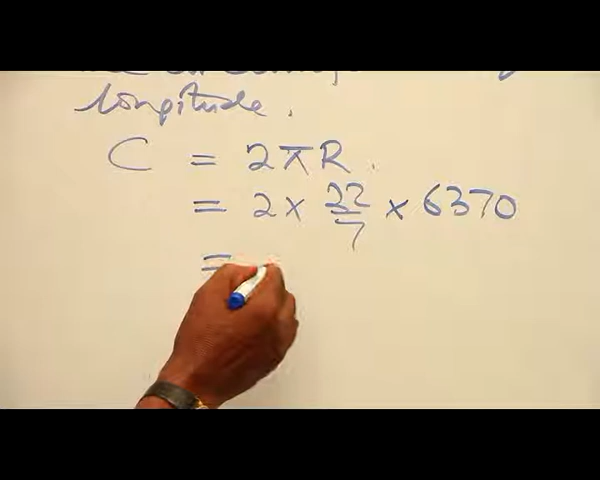 longitude.
C = 2πR.
= 2 × 22/7 × 6370
=